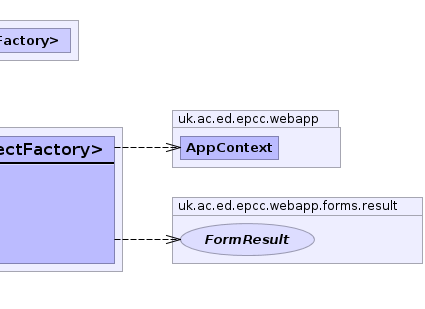 Factory>
uk.ac.ed.epcc.webapp
ectFactory>
AppContext
uk.ac.ed.epcc.webapp.forms.result
FormResult